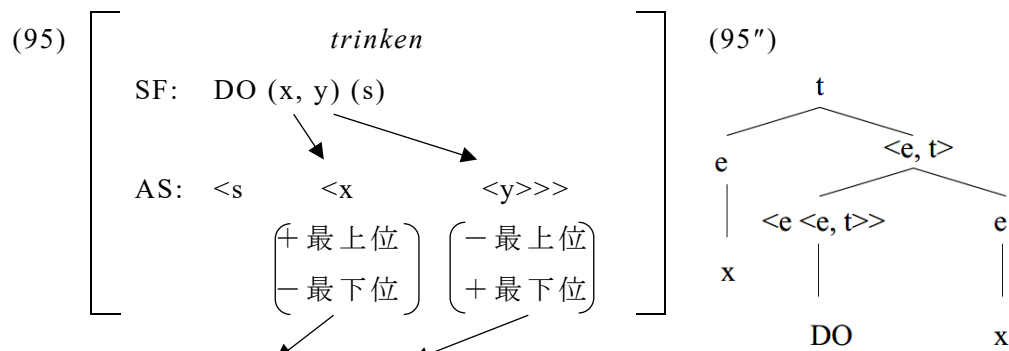 (95) trinken (95″)
SF: DO (x, y) (s)
AS: <s <x <y>>>
＋最上位 －最上位
－最下位 ＋最下位
t
e <e, t>
<e <e, t>> e
x
DO x